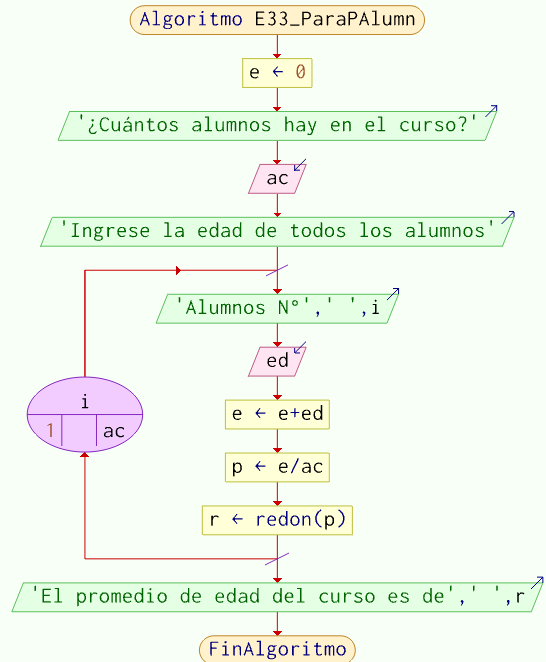 Algoritmo E33_ParaPAlumn
e ← 0
'¿Cuántos alumnos hay en el curso?'
ac
'Ingrese la edad de todos los alumnos'
'Alumnos N°',' ',i
ed
i
1 ac
e ← e+ed
p ← e/ac
r ← redon(p)
'El promedio de edad del curso es de',' ',r
FinAlgoritmo